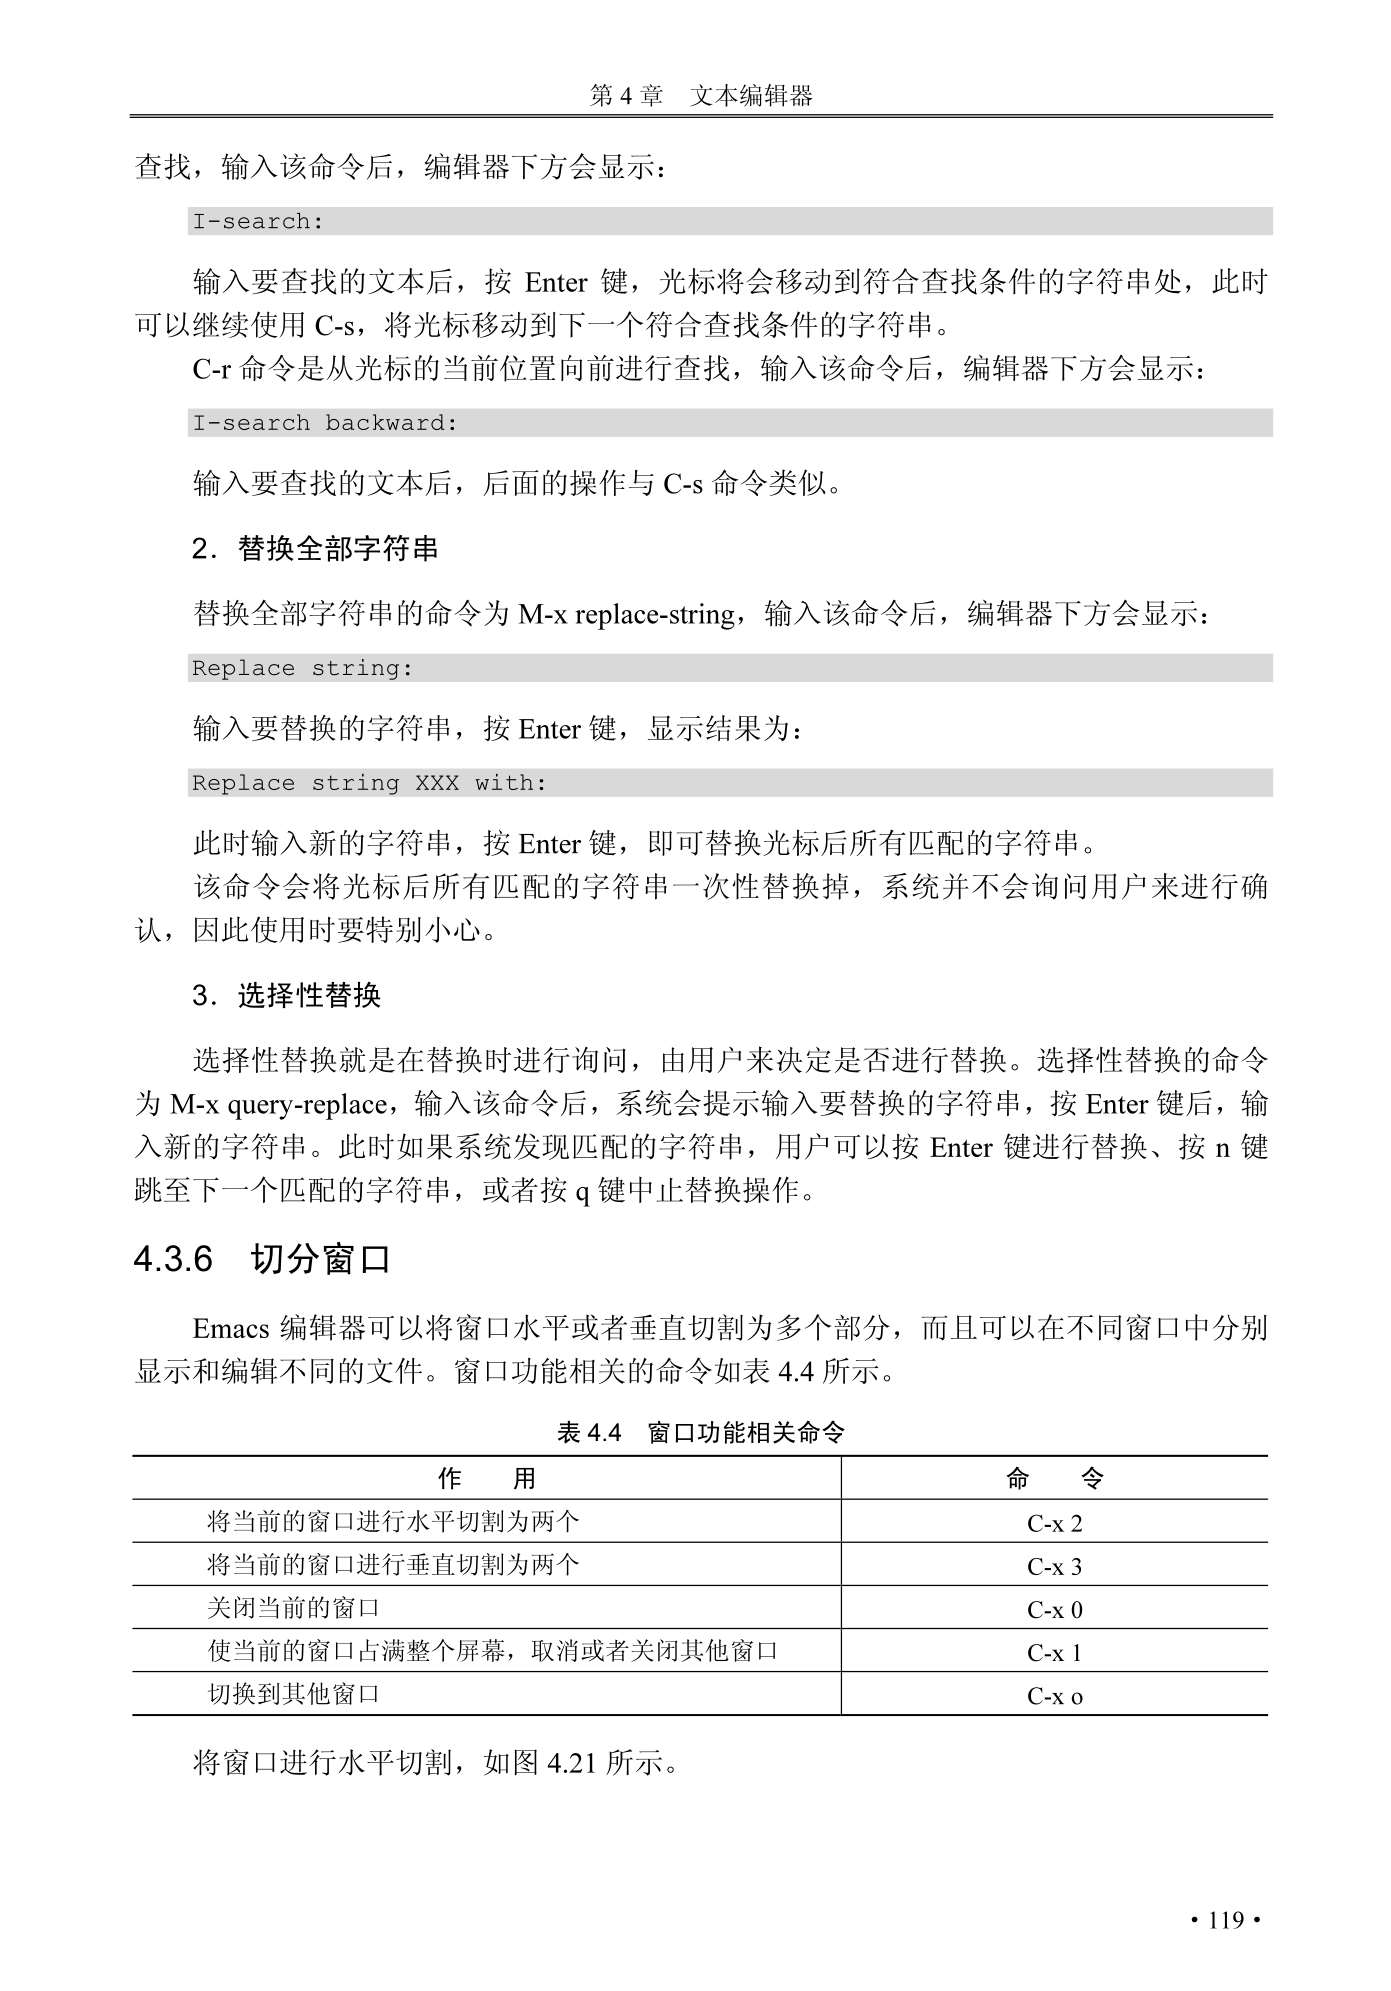 第 4 章　文本编辑器
查找，输入该命令后，编辑器下方会显示：
I-search:
输入要查找的文本后，按 Enter 键，光标将会移动到符合查找条件的字符串处，此时
可以继续使用 C-s，将光标移动到下一个符合查找条件的字符串。
C-r 命令是从光标的当前位置向前进行查找，输入该命令后，编辑器下方会显示：
I-search backward:
输入要查找的文本后，后面的操作与 C-s 命令类似。
2．替换全部字符串
替换全部字符串的命令为 M-x replace-string，输入该命令后，编辑器下方会显示：
Replace string:
输入要替换的字符串，按 Enter 键，显示结果为：
Replace string XXX with:
此时输入新的字符串，按 Enter 键，即可替换光标后所有匹配的字符串。
该命令会将光标后所有匹配的字符串一次性替换掉，系统并不会询问用户来进行确
认，因此使用时要特别小心。
3．选择性替换
选择性替换就是在替换时进行询问，由用户来决定是否进行替换。选择性替换的命令
为 M-x query-replace，输入该命令后，系统会提示输入要替换的字符串，按 Enter 键后，输
入新的字符串。此时如果系统发现匹配的字符串，用户可以按 Enter 键进行替换、按 n 键
跳至下一个匹配的字符串，或者按 q 键中止替换操作。
4.3.6　切分窗口
Emacs 编辑器可以将窗口水平或者垂直切割为多个部分，而且可以在不同窗口中分别
显示和编辑不同的文件。窗口功能相关的命令如表 4.4 所示。
表 4.4　窗口功能相关命令
作　　用　　命　　令
将当前的窗口进行水平切割为两个　　C-x 2
将当前的窗口进行垂直切割为两个　　C-x 3
关闭当前的窗口　　C-x 0
使当前的窗口占满整个屏幕，取消或者关闭其他窗口　　C-x 1
切换到其他窗口　　C-x o
将窗口进行水平切割，如图 4.21 所示。
• 119 •